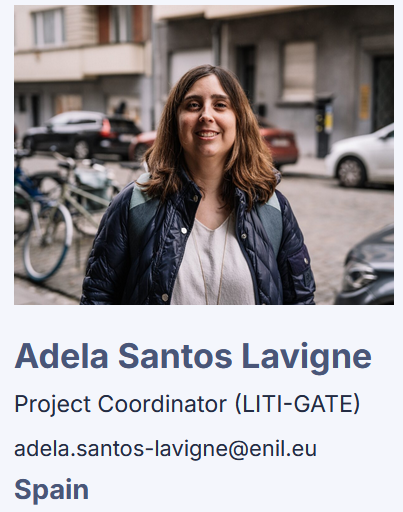 Adela Santos Lavigne
Project Coordinator (LITI-GATE)
adela.santos-lavigne@enil.eu
Spain